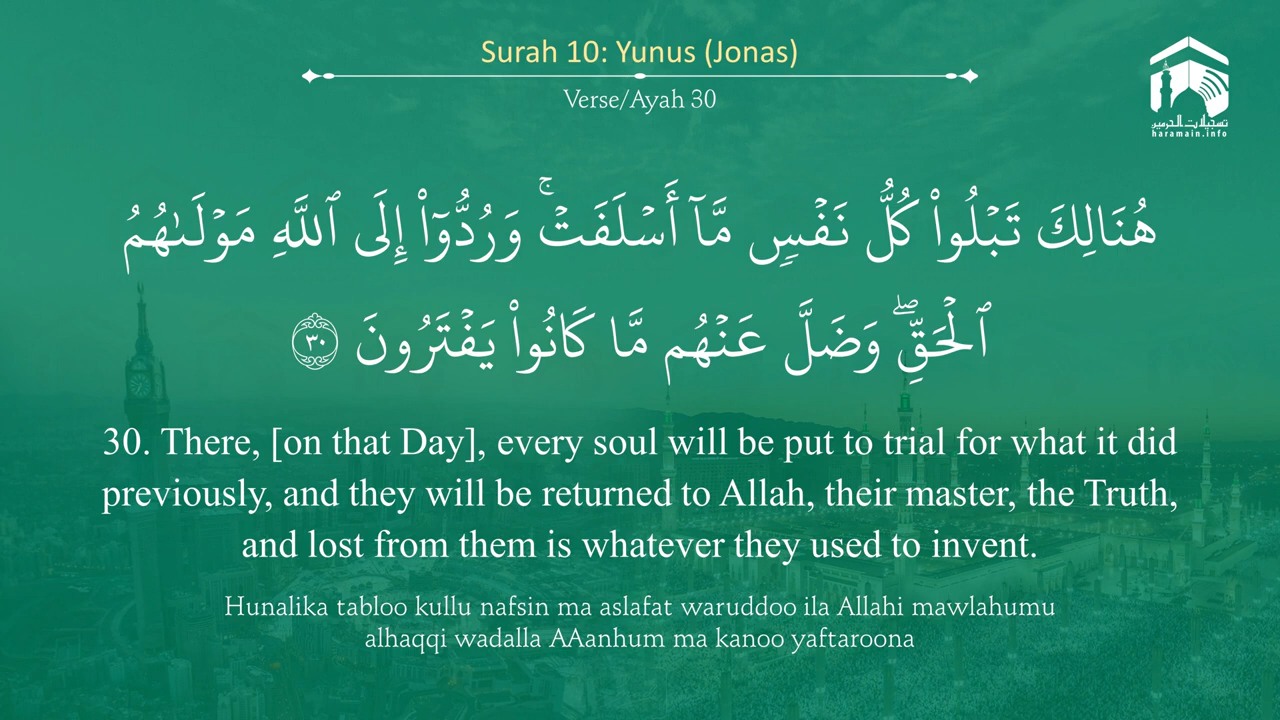 Surah 10: Yunus (Jonas)
Verse/Ayah 30
تسجيلات الحرمين
haramain.info
هُنَالِكَ تَبْلُوا۟ كُلُّ نَفْسٍ مَّآ أَسْلَفَتْ ۚ وَرُدُّوٓا۟ إِلَى ٱللَّهِ مَوْلَىٰهُمُ
ٱلْحَقِّ ۖ وَضَلَّ عَنْهُم مَّا كَانُوا۟ يَفْتَرُونَ ٣٠
30. There, [on that Day], every soul will be put to trial for what it did
previously, and they will be returned to Allah, their master, the Truth,
and lost from them is whatever they used to invent.
Hunalika tabloo kullu nafsin ma aslafat waruddoo ila Allahi mawlahumu
alhaqqi wadalla AAanhum ma kanoo yaftaroona